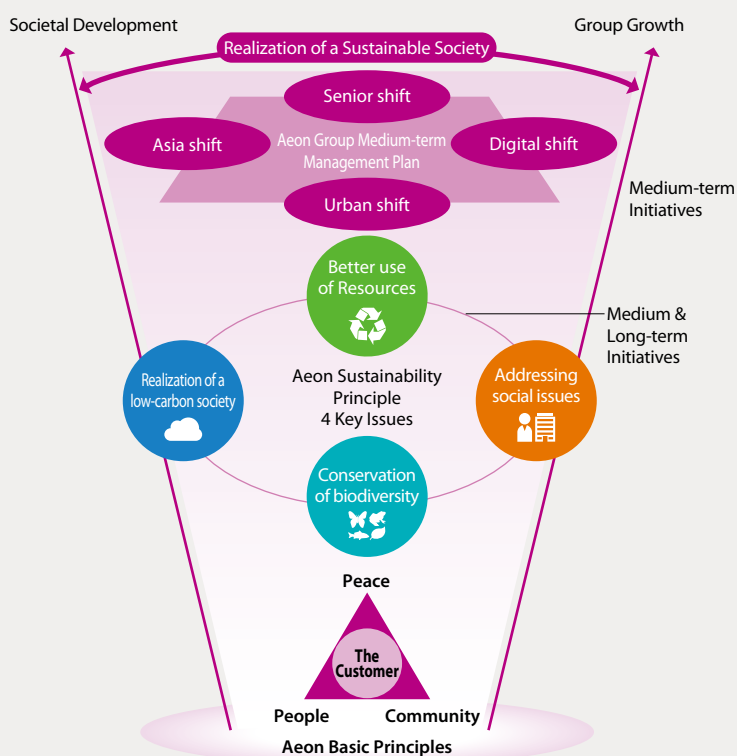 Societal Development
Group Growth
Realization of a Sustainable Society
Senior shift
Asia shift
Aeon Group Medium-term
Management Plan
Digital shift
Urban shift
Medium-term
Initiatives
Better use
of Resources
Medium &
Long-term
Initiatives
Realization of a
low-carbon society
Aeon Sustainability
Principle
4 Key Issues
Addressing
social issues
Conservation
of biodiversity
Peace
The
Customer
People
Community
Aeon Basic Principles